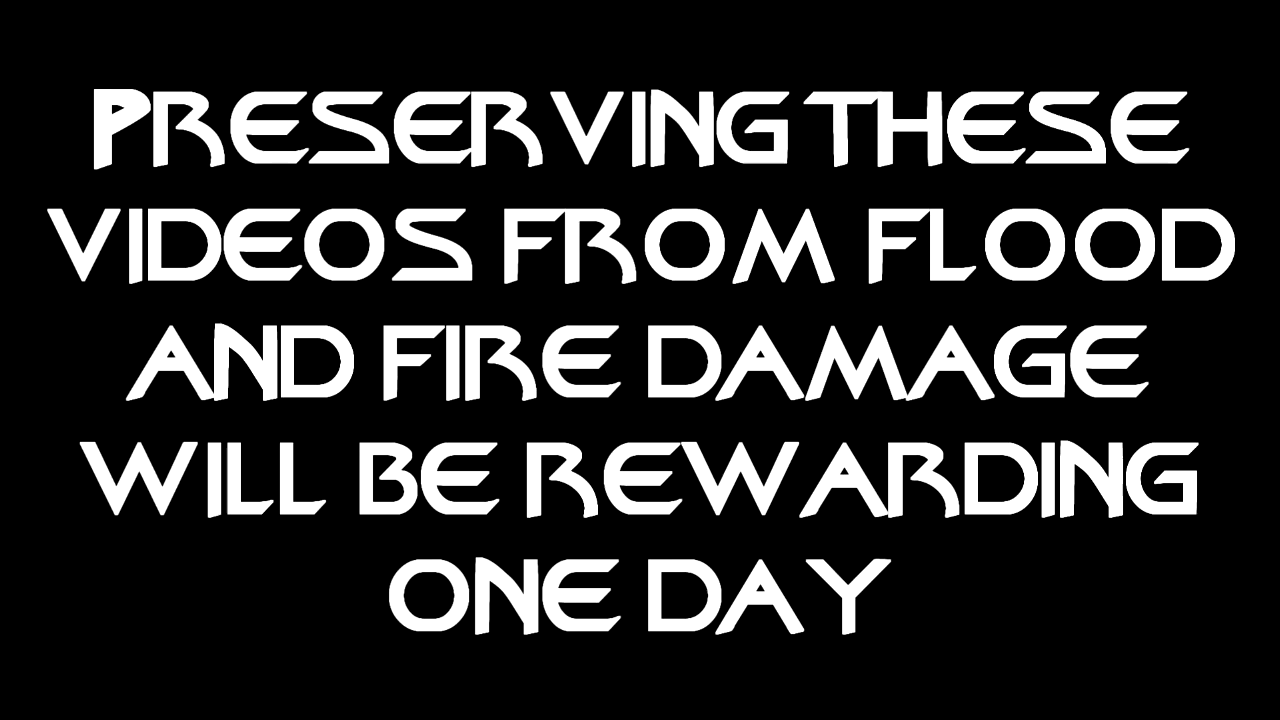 PRESERVING THESE
VIDEOS FROM FLOOD
AND FIRE DAMAGE
WILL BE REWARDING
ONE DAY